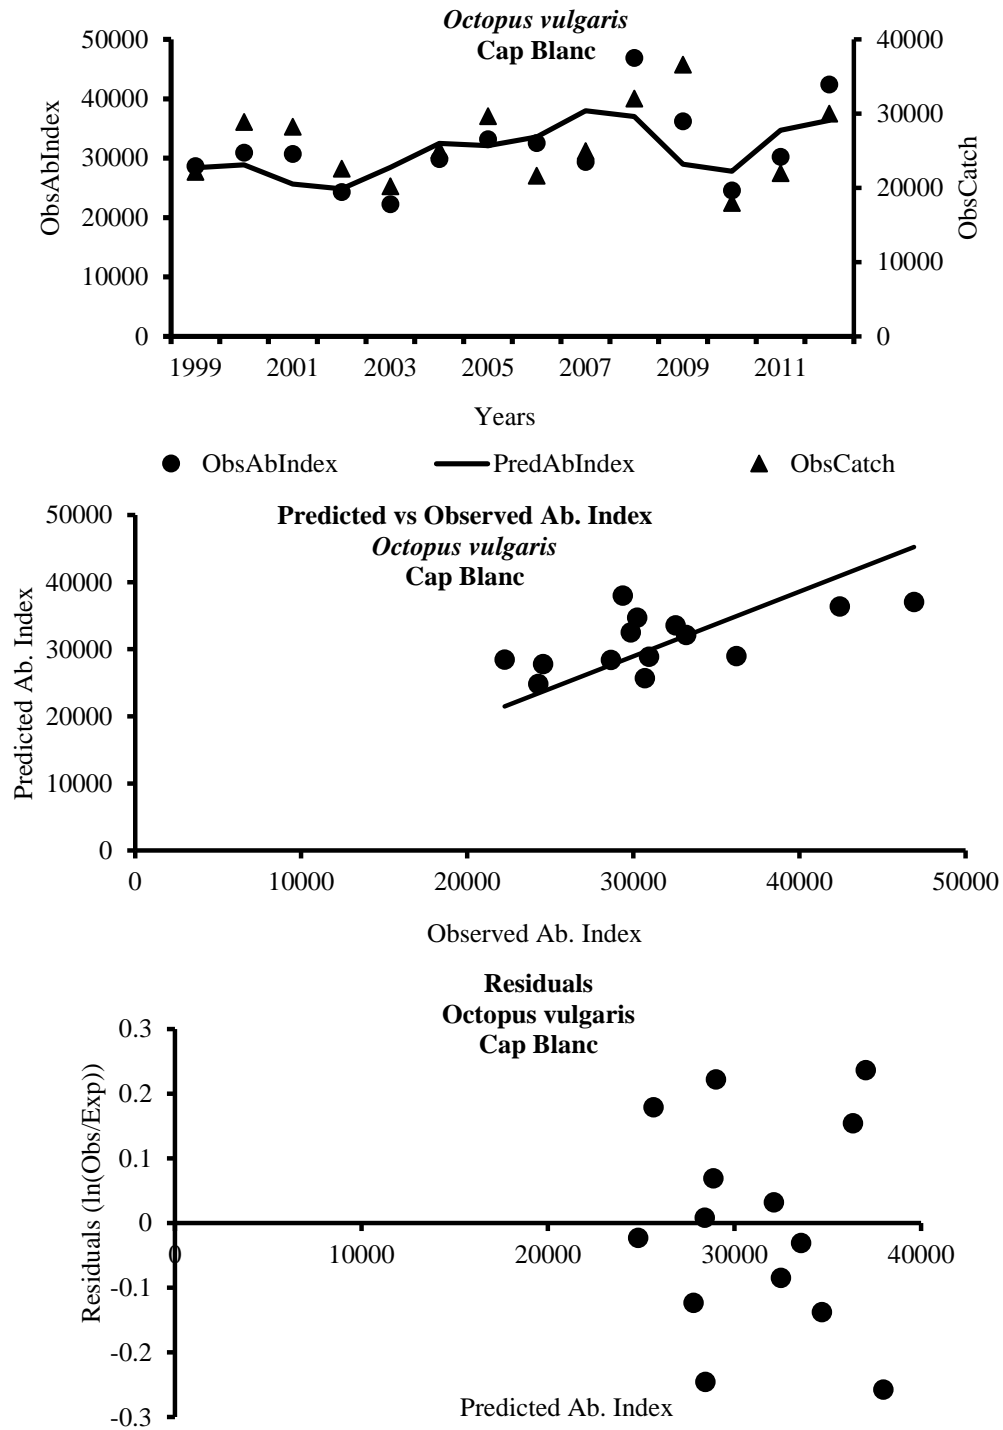 Octopus vulgaris
Cap Blanc
50000
40000
30000
20000
10000
0
ObsAbIndex
40000
30000
20000
10000
0
ObsCatch
1999 2001 2003 2005 2007 2009 2011
Years
ObsAbIndex PredAbIndex ObsCatch
Predicted vs Observed Ab. Index
Octopus vulgaris
Cap Blanc
50000
40000
30000
20000
10000
0
Predicted Ab. Index
0 10000 20000 30000 40000 50000
Observed Ab. Index
Residuals
Octopus vulgaris
Cap Blanc
0.3
0.2
0.1
0
-0.1
-0.2
-0.3
Residuals (ln(Obs/Exp))
0 10000 20000 30000 40000
Predicted Ab. Index